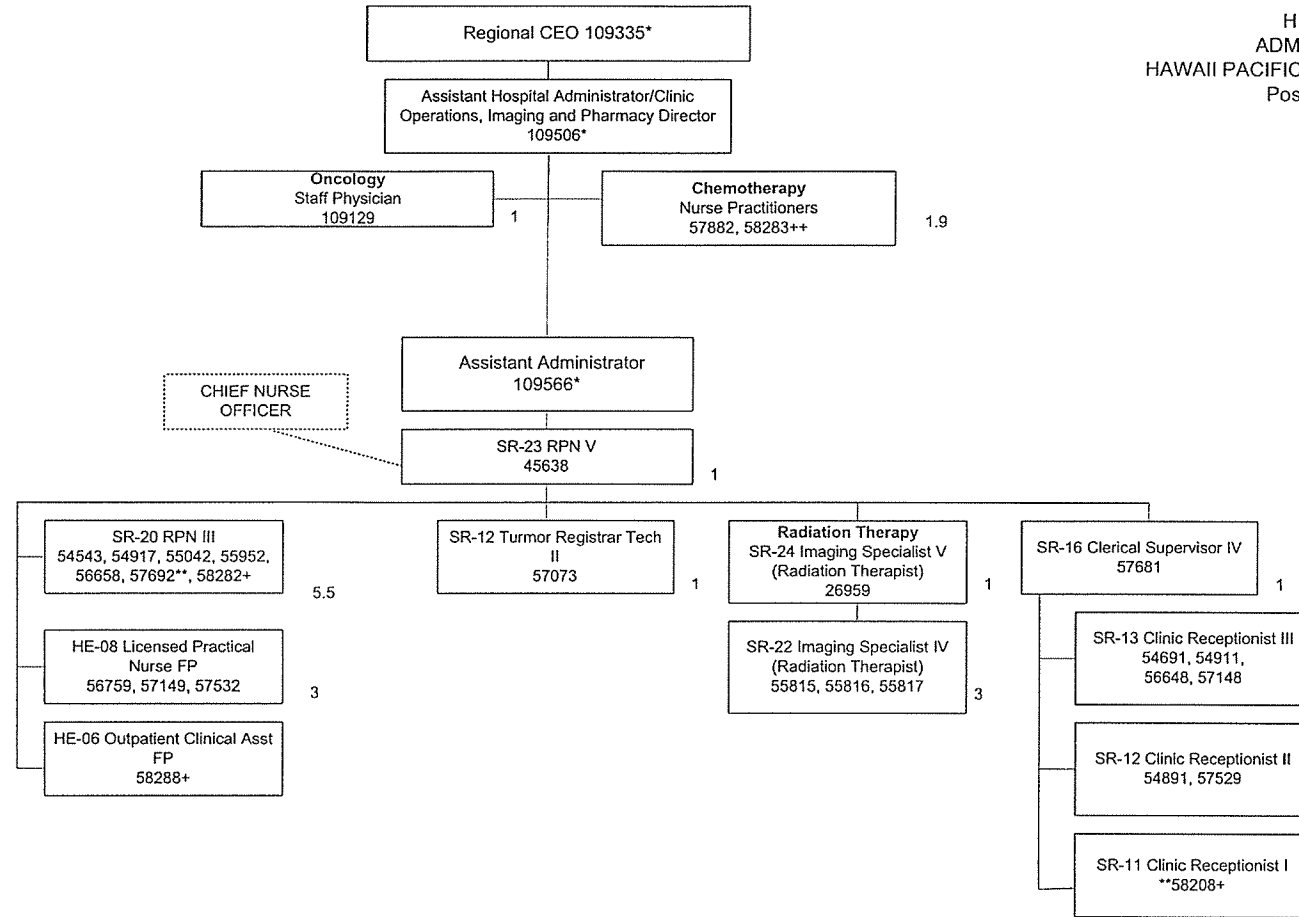 Regional CEO 109335*
H
ADM
HAWAII PACIFIC
Pos
Assistant Hospital Administrator/Clinic
Operations, Imaging and Pharmacy Director
109506*
Oncology
Staff Physician
109129
1
Chemotherapy
Nurse Practitioners
57882, 58283++
1.9
Assistant Administrator
109566*
CHIEF NURSE
OFFICER
SR-23 RPN V
45638
1
SR-20 RPN III
54543, 54917, 55042, 55952,
56658, 57692**, 58282+
5.5
HE-08 Licensed Practical
Nurse FP
56759, 57149, 57532
3
HE-06 Outpatient Clinical Asst
FP
58288+
SR-12 Turmor Registrar Tech
II
57073
1
Radiation Therapy
SR-24 Imaging Specialist V
(Radiation Therapist)
26959
1
SR-22 Imaging Specialist IV
(Radiation Therapist)
55815, 55816, 55817
3
SR-16 Clerical Supervisor IV
57681
1
SR-13 Clinic Receptionist III
54691, 54911,
56648, 57148
SR-12 Clinic Receptionist II
54891, 57529
SR-11 Clinic Receptionist I
**58208+